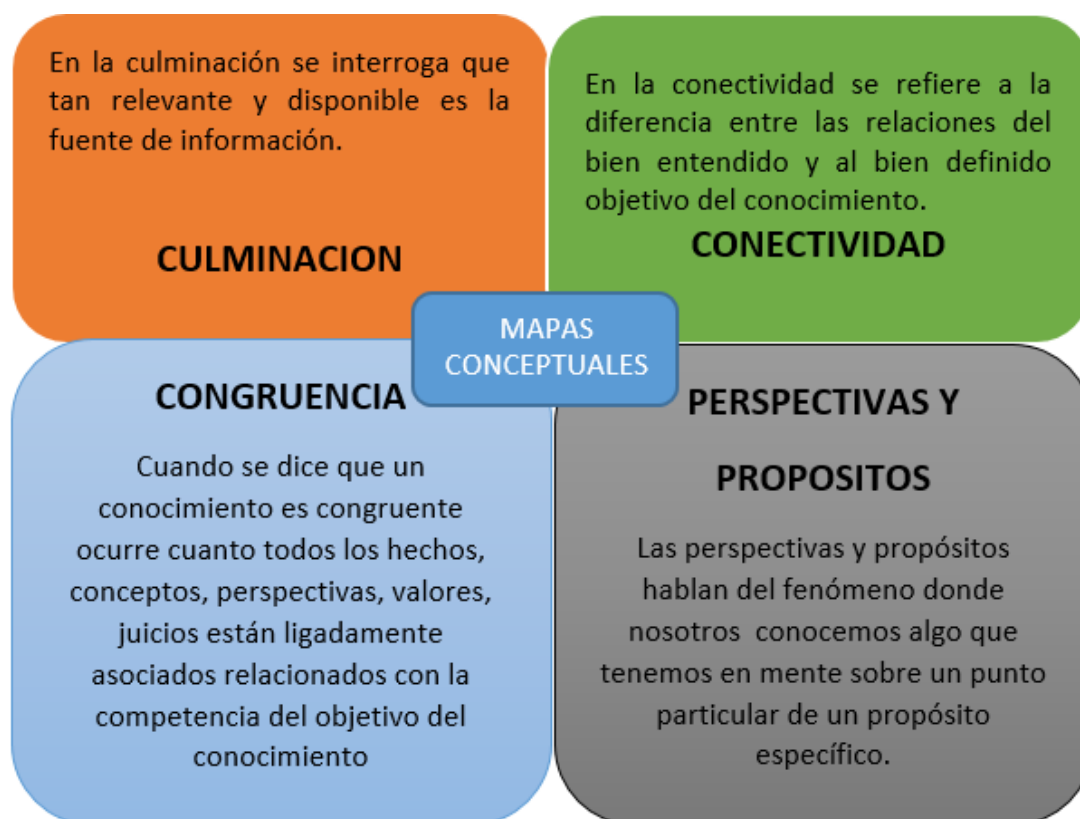 En la culminación se interroga que
tan relevante y disponible es la
fuente de información.
CULMINACION
En la conectividad se refiere a la
diferencia entre las relaciones del
bien entendido y al bien definido
objetivo del conocimiento.
CONECTIVIDAD
MAPAS
CONCEPTUALES
CONGRUENCIA
Cuando se dice que un
conocimiento es congruente
ocurre cuanto todos los hechos,
conceptos, perspectivas, valores,
juicios están ligadamente
asociados relacionados con la
competencia del objetivo del
conocimiento
PERSPECTIVAS Y
PROPOSITOS
Las perspectivas y propósitos
hablan del fenómeno donde
nosotros  conocemos algo que
tenemos en mente sobre un punto
particular de un propósito
específico.